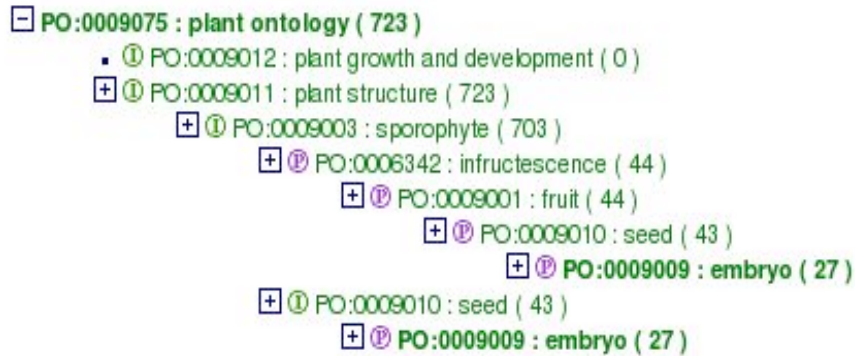 PO:0009075 : plant ontology ( 723 )
I PO:0009012 : plant growth and development ( 0 )
I PO:0009011 : plant structure ( 723 )
I PO:0009003 : sporophyte ( 703 )
P PO:0006342 : infructescence ( 44 )
P PO:0009001 : fruit ( 44 )
P PO:0009010 : seed ( 43 )
P PO:0009009 : embryo ( 27 )
I PO:0009010 : seed ( 43 )
P PO:0009009 : embryo ( 27 )